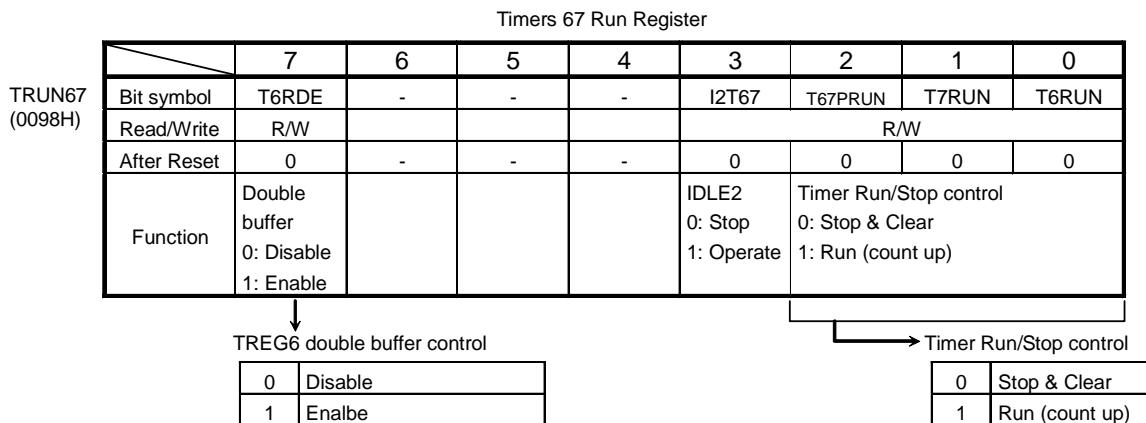 Timers 67 Run Register
7 6 5 4 3 2 1 0
TRUN67
(0098H)
Bit symbol T6RDE - - - I2T67 T67PRUN T7RUN T6RUN
Read/Write R/W R/W
After Reset 0 - - - 0 0 0 0
Function
Double
buffer
0: Disable
1: Enable
IDLE2
0: Stop
1: Operate
Timer Run/Stop control
0: Stop & Clear
1: Run (count up)
TREG6 double buffer control
0 Disable
1 Enalbe
Timer Run/Stop control
0 Stop & Clear
1 Run (count up)